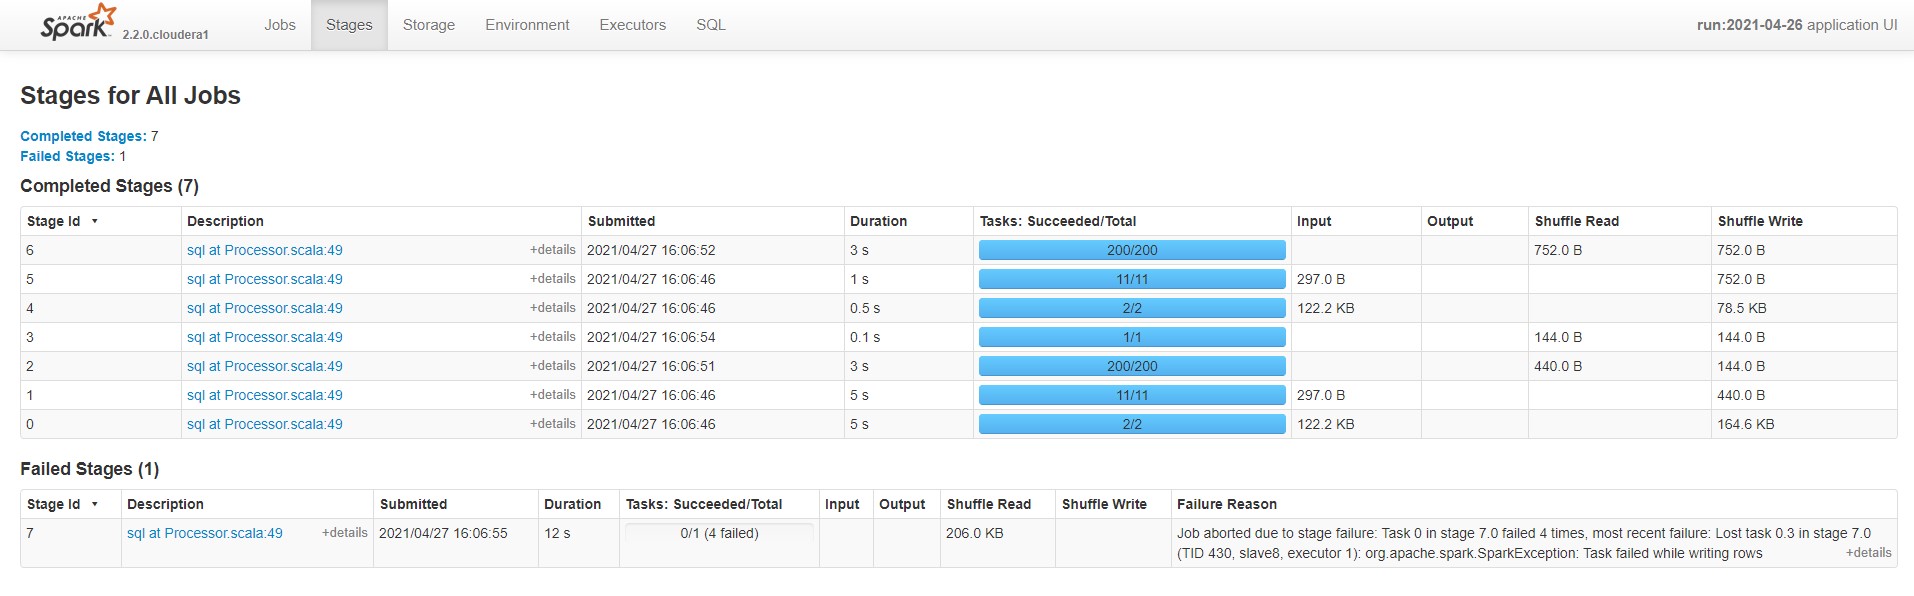 APACHE Spark 2.2.0.cloudera1 Jobs Stages Storage Environment Executors SQL run:2021-04-26 application UI
Stages for All Jobs
Completed Stages: 7
Failed Stages: 1
Completed Stages (7)
Stage Id ▾ Description Submitted Duration Tasks: Succeeded/Total Input Output Shuffle Read Shuffle Write
6 sql at Processor.scala:49 +details 2021/04/27 16:06:52 3 s 200/200 752.0 B 752.0 B
5 sql at Processor.scala:49 +details 2021/04/27 16:06:46 1 s 11/11 297.0 B 752.0 B
4 sql at Processor.scala:49 +details 2021/04/27 16:06:46 0.5 s 2/2 122.2 KB 78.5 KB
3 sql at Processor.scala:49 +details 2021/04/27 16:06:54 0.1 s 1/1 144.0 B 144.0 B
2 sql at Processor.scala:49 +details 2021/04/27 16:06:51 3 s 200/200 440.0 B 144.0 B
1 sql at Processor.scala:49 +details 2021/04/27 16:06:46 5 s 11/11 297.0 B 440.0 B
0 sql at Processor.scala:49 +details 2021/04/27 16:06:46 5 s 2/2 122.2 KB 164.6 KB
Failed Stages (1)
Stage Id ▾ Description Submitted Duration Tasks: Succeeded/Total Input Output Shuffle Read Shuffle Write Failure Reason
7 sql at Processor.scala:49 +details 2021/04/27 16:06:55 12 s 0/1 (4 failed) 206.0 KB Job aborted due to stage failure: Task 0 in stage 7.0 failed 4 times, most recent failure: Lost task 0.3 in stage 7.0
(TID 430, slave8, executor 1): org.apache.spark.SparkException: Task failed while writing rows +details